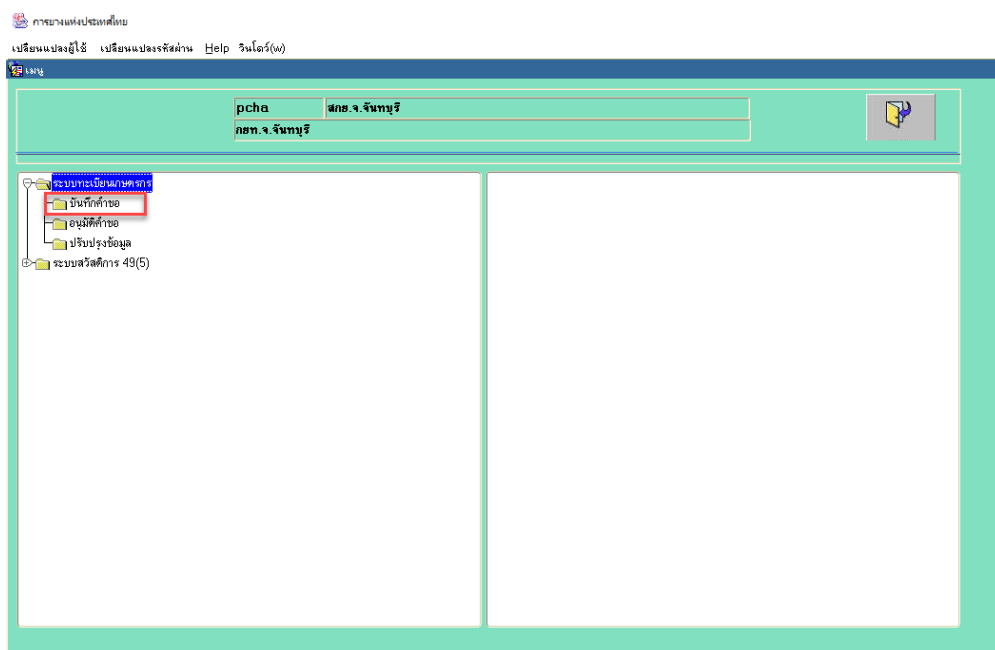 การยางแห่งประเทศไทย
เปลี่ยนแปลงผู้ใช้ เปลี่ยนแปลงรหัสผ่าน Help วินโดว์(w)
เมนู
pcha สกย.จ.จันทบุรี
กยท.จ.จันทบุรี
ระบบทะเบียนเกษตรกร
บันทึกคำขอ
อนุมัติคำขอ
ปรับปรุงข้อมูล
ระบบสวัสดิการ 49(5)